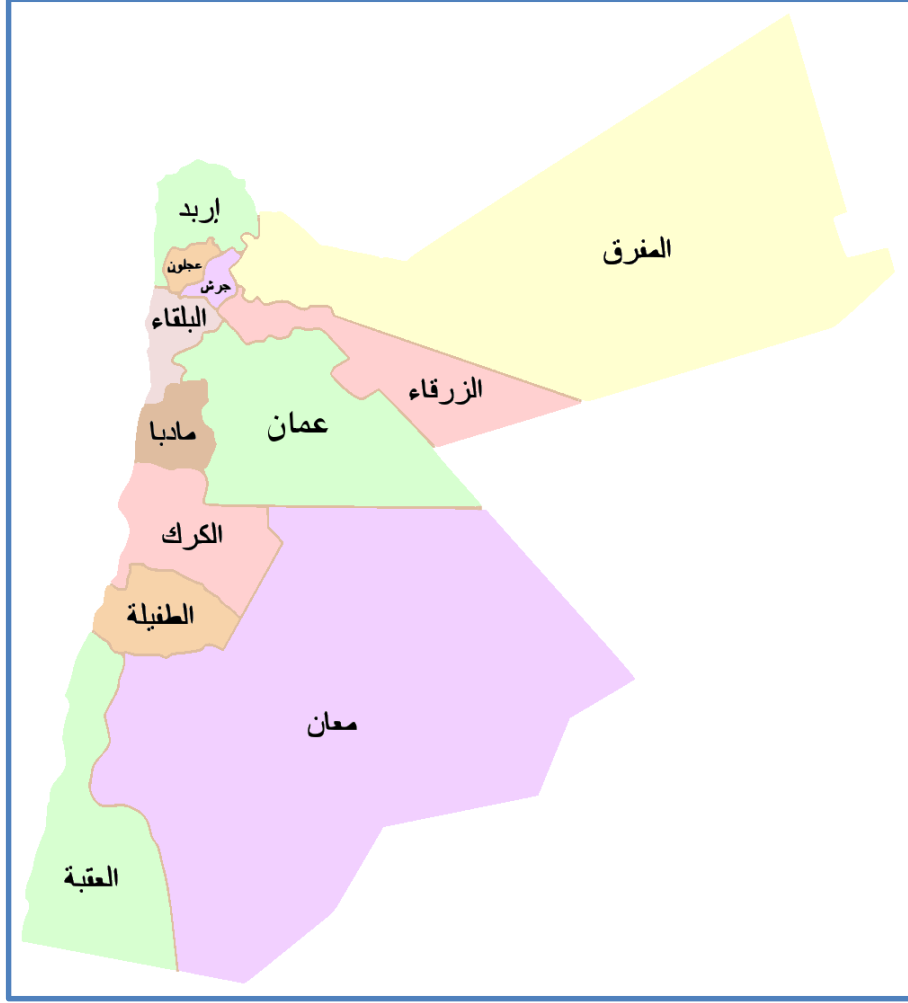 إربد
المفرق
عجلون
جرش
البلقاء
الزرقاء
عمان
مادبا
الكرك
الطفيلة
معان
العقبة